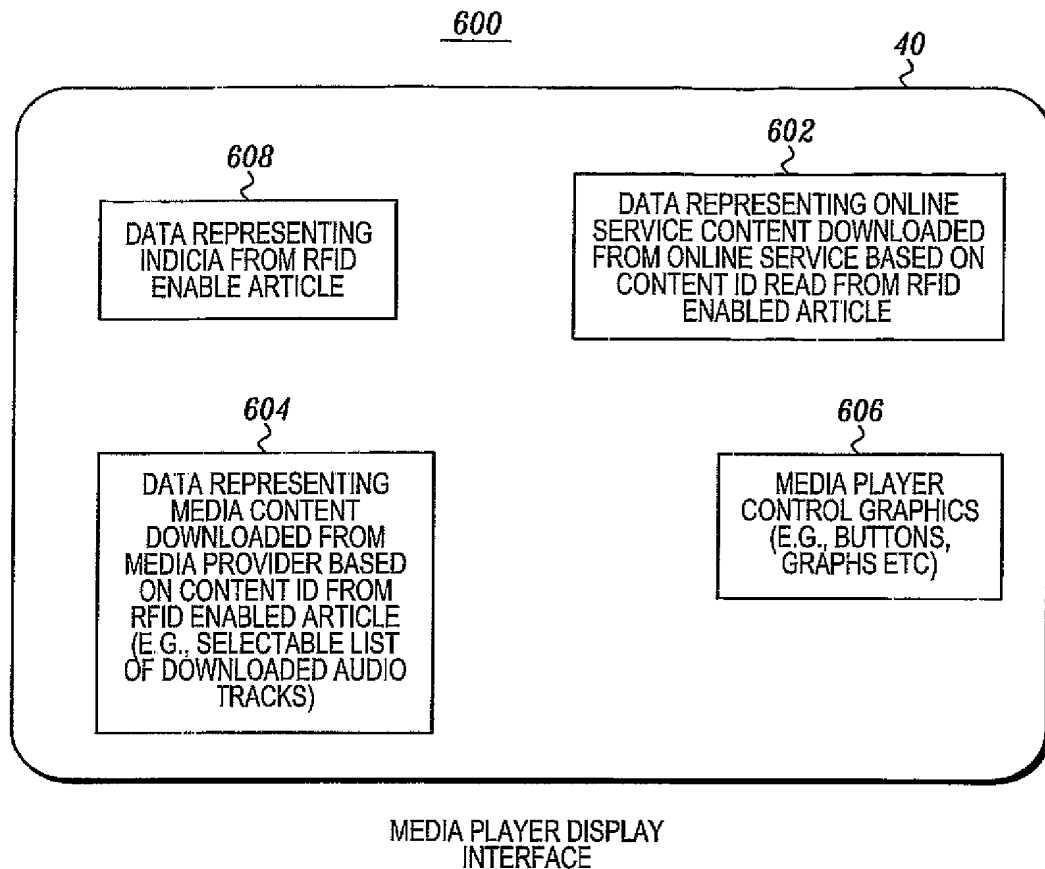 600
40
608
DATA REPRESENTING
INDICIA FROM RFID
ENABLE ARTICLE
602
DATA REPRESENTING ONLINE
SERVICE CONTENT DOWNLOADED
FROM ONLINE SERVICE BASED ON
CONTENT ID READ FROM RFID
ENABLED ARTICLE
604
DATA REPRESENTING
MEDIA CONTENT
DOWNLOADED FROM
MEDIA PROVIDER BASED
ON CONTENT ID FROM
RFID ENABLED ARTICLE
(E.G., SELECTABLE LIST
OF DOWNLOADED AUDIO
TRACKS)
606
MEDIA PLAYER
CONTROL GRAPHICS
(E.G., BUTTONS,
GRAPHS ETC)
MEDIA PLAYER DISPLAY
INTERFACE